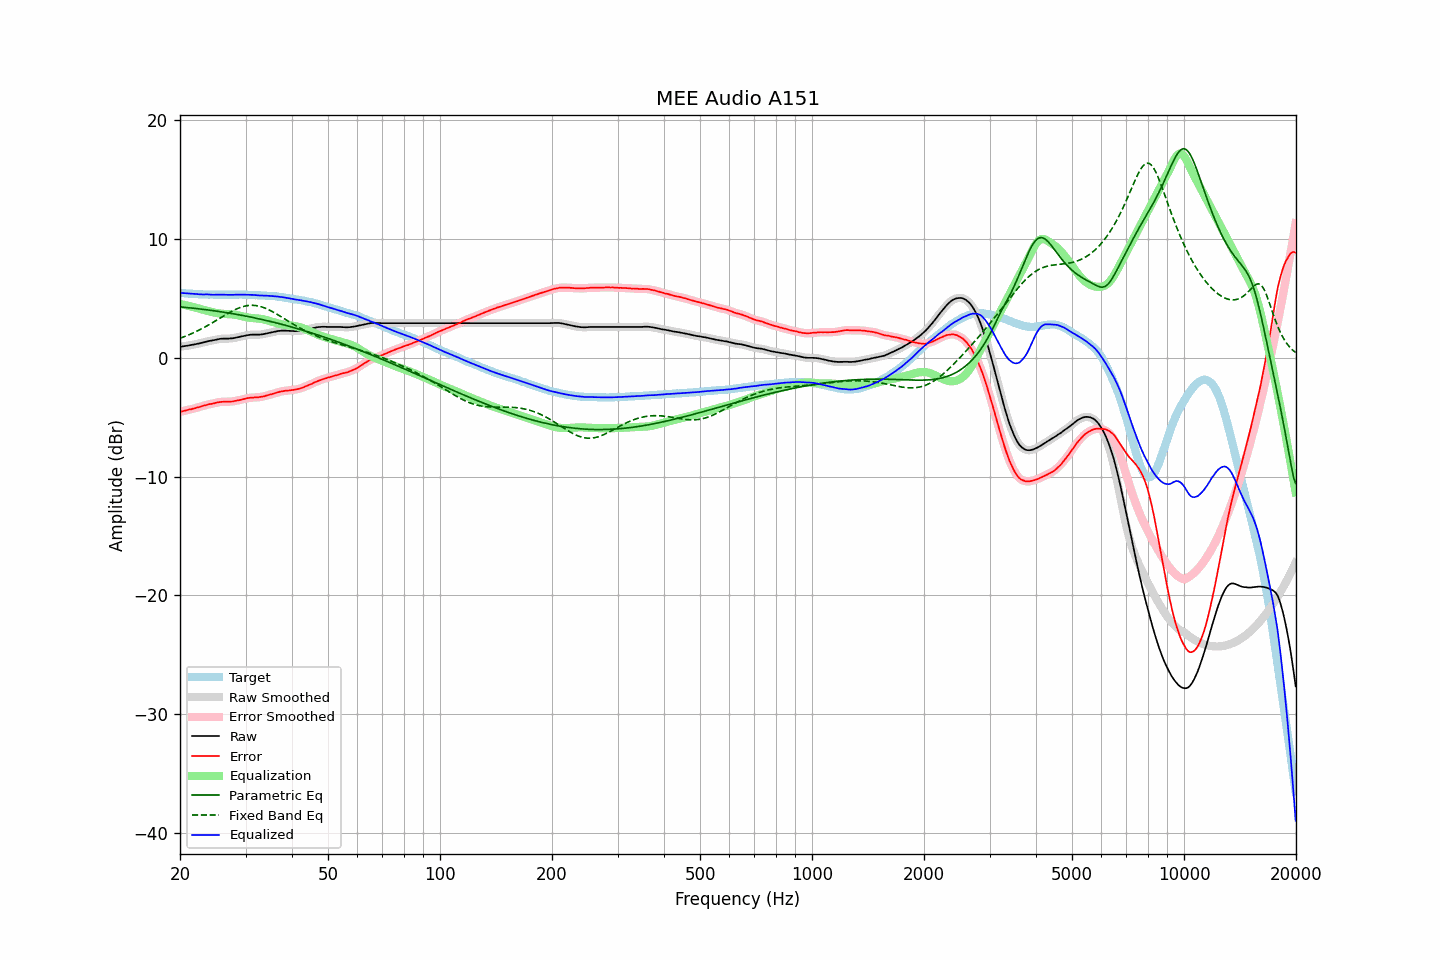 MEE Audio A151
Amplitude (dBr)
20
10
0
−10
−20
−30
−40
Target
Raw Smoothed
Error Smoothed
Raw
Error
Equalization
Parametric Eq
Fixed Band Eq
Equalized
20 50 100 200 500 1000 2000 5000 10000 20000
Frequency (Hz)